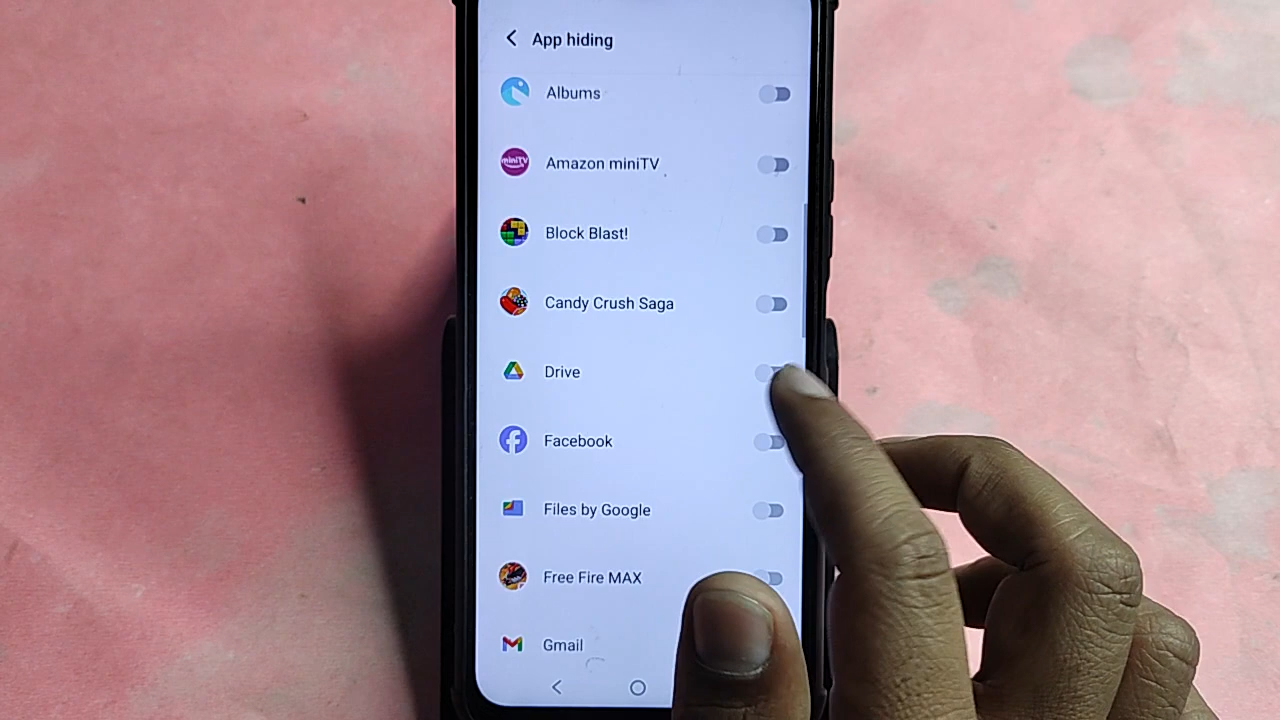 App hiding
Albums
miniTV
Amazon miniTV
Block Blast!
Candy Crush Saga
Drive
Facebook
Files by Google
Free Fire MAX
Gmail